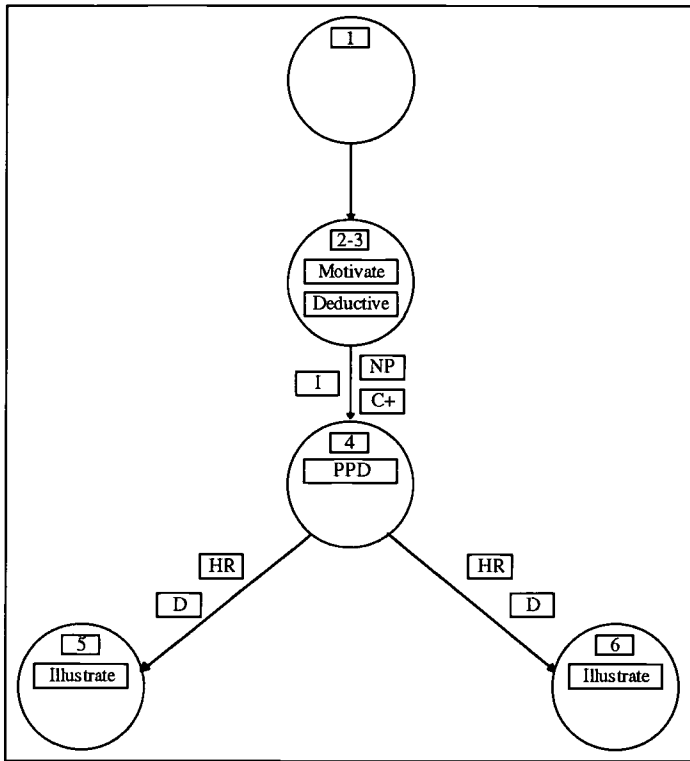 1
2-3
Motivate
Deductive
I
NP
C+
4
PPD
HR
HR
D
D
5
6
Illustrate
Illustrate